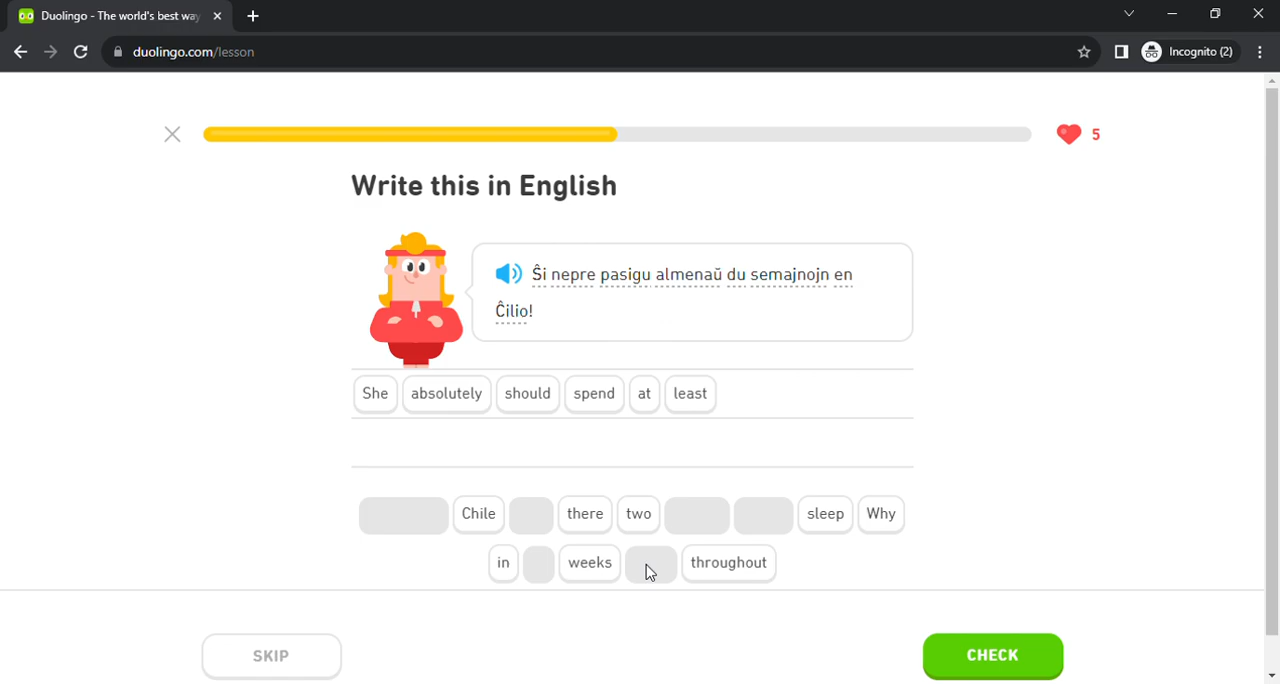 Duolingo - The world's best way
duolingo.com/lesson
Incognito (2)
5
Write this in English
Ŝi nepre pasigu almenaŭ du semajnojn en
Ĉilio!
She absolutely should spend at least
Chile there two sleep Why
in weeks throughout
SKIP CHECK